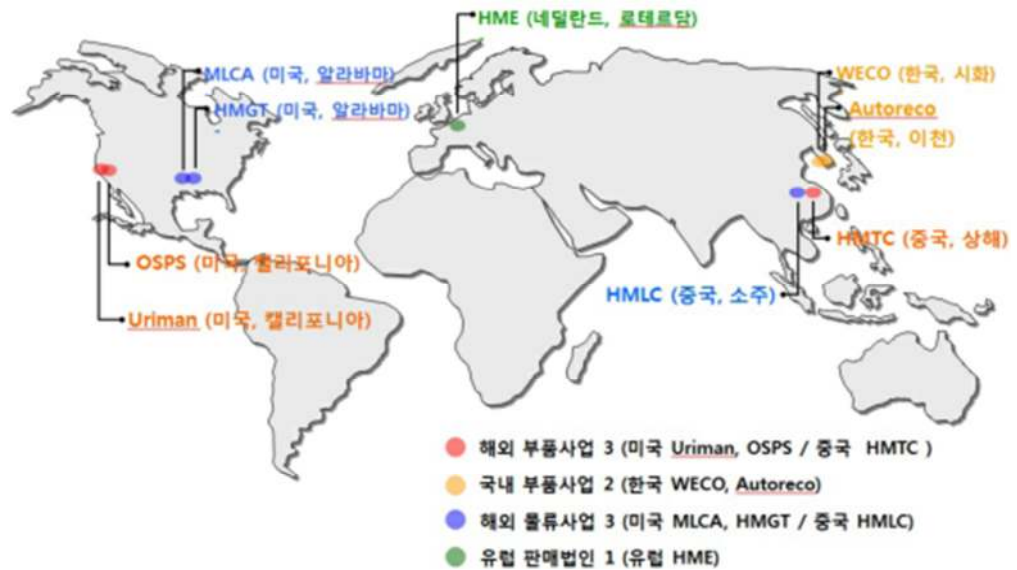 HME (네덜란드, 로테르담)
MLCA (미국, 알라바마)
HMGT (미국, 알라바마)
WECO (한국, 시화)
Autoreco
(한국, 이천)
HMTC (중국, 상해)
OSPS (미국, 캘리포니아)
HMLC (중국, 소주)
Uriman (미국, 캘리포니아)
해외 부품사업 3 (미국 Uriman, OSPS / 중국 HMTC )
국내 부품사업 2 (한국 WECO, Autoreco)
해외 물류사업 3 (미국 MLCA, HMGT / 중국 HMLC)
유럽 판매법인 1 (유럽 HME)